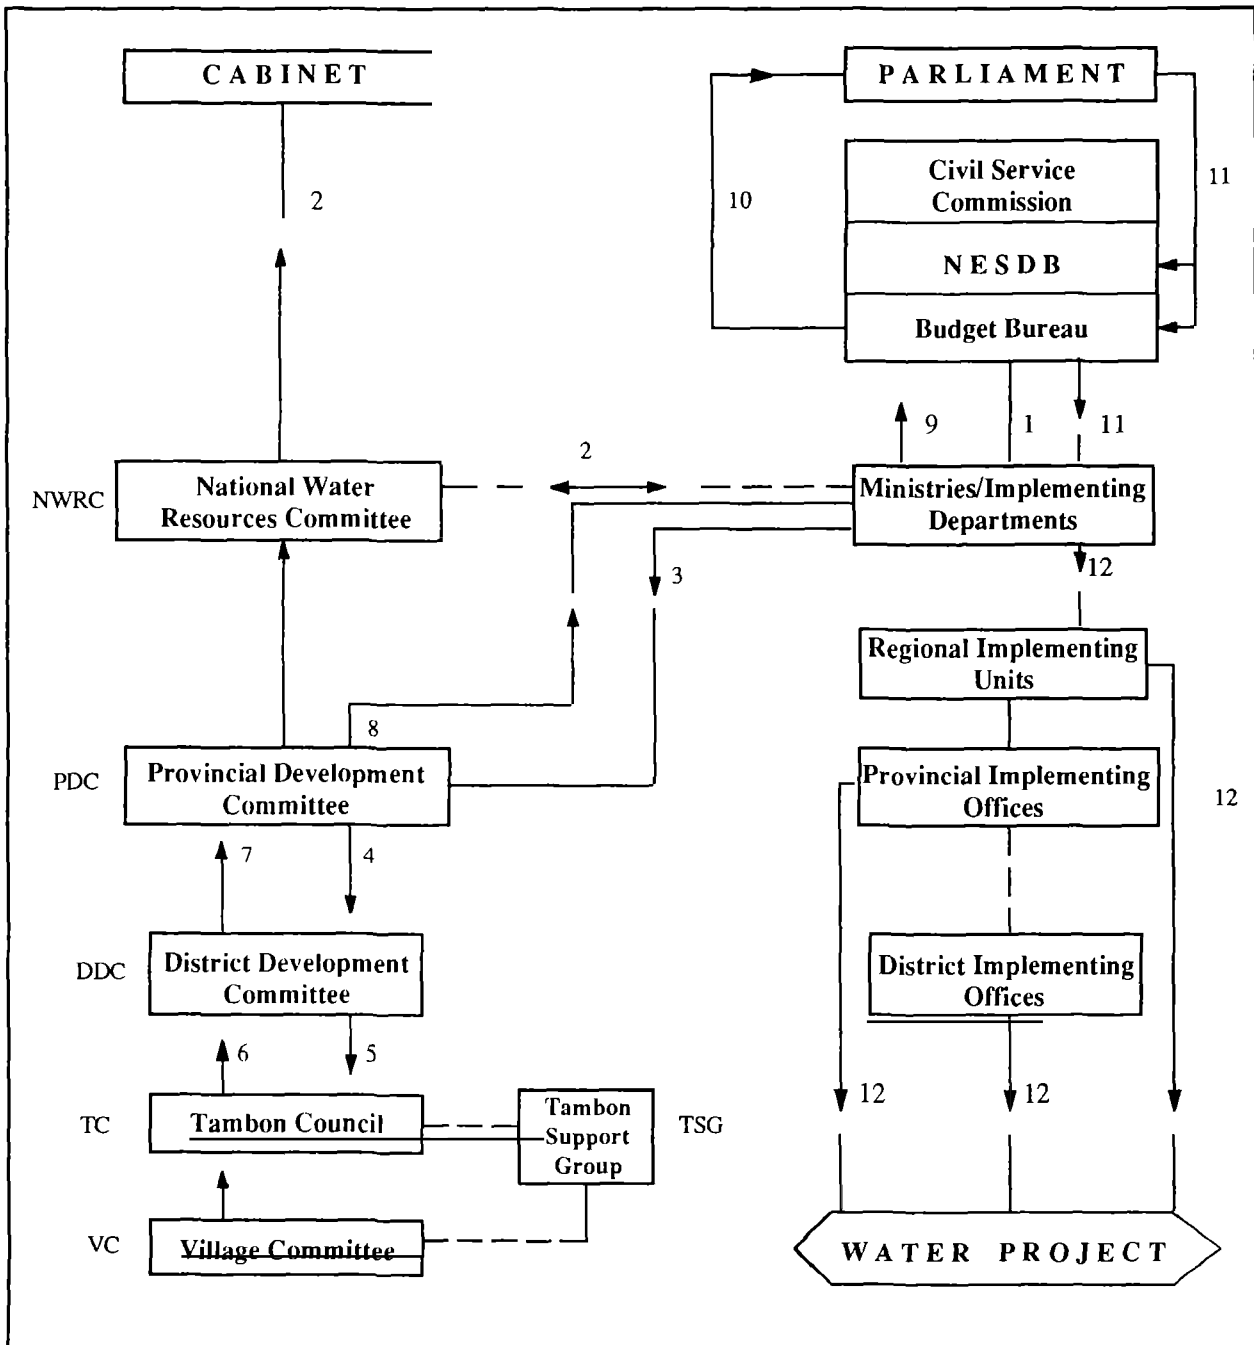 CABINET
PARLIAMENT
Civil Service
Commission
11
10
2
NESDB
Budget Bureau
9
1
11
2
NWRC
National Water
Resources Committee
Ministries/Implementing
Departments
3
12
Regional Implementing
Units
8
PDC
Provincial Development
Committee
Provincial Implementing
Offices
12
7
4
DDC
District Development
Committee
District Implementing
Offices
6
5
12
12
TC
Tambon Council
Tambon
Support
Group
TSG
VC
Village Committee
WATER PROJECT